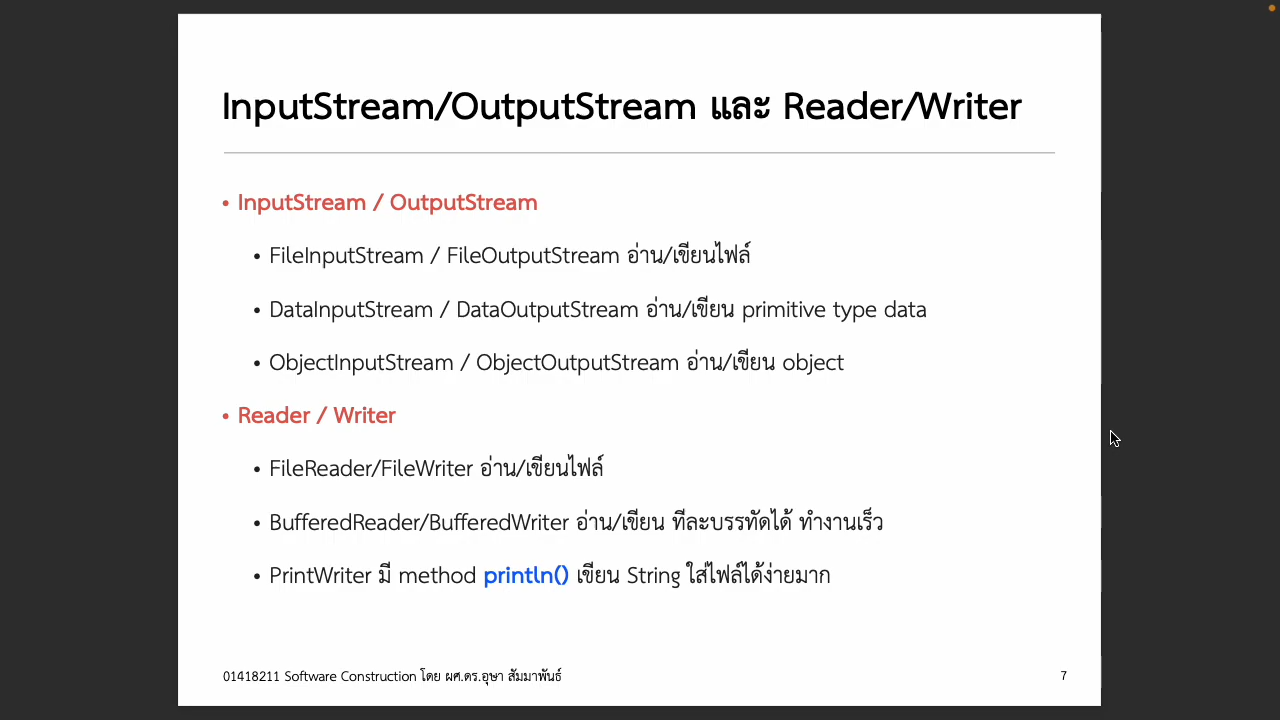 InputStream/OutputStream และ Reader/Writer
• InputStream / OutputStream
• FileInputStream / FileOutputStream อ่าน/เขียนไฟล์
• DataInputStream / DataOutputStream อ่าน/เขียน primitive type data
• ObjectInputStream / ObjectOutputStream อ่าน/เขียน object
• Reader / Writer
• FileReader/FileWriter อ่าน/เขียนไฟล์
• BufferedReader/BufferedWriter อ่าน/เขียน ทีละบรรทัดได้ ทำงานเร็ว
• PrintWriter มี method println() เขียน String ใส่ไฟล์ได้ง่ายมาก
01418211 Software Construction โดย ผศ.ดร.อุษา สัมมาพันธ์
7